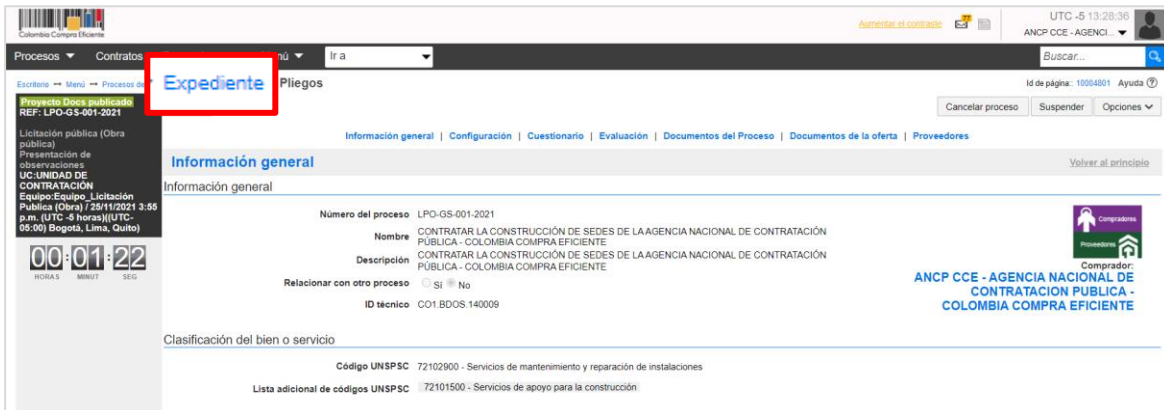 Colombia Compra Eficiente
Aumentar el contraste
77
UTC -5 13:28:36
ANCP CCE - AGENCI...
Procesos
Contratos
nú
Ir a
Buscar...
Escritorio → Menú → Procesos de
Expediente
Pliegos
Id de página:: 10004801 Ayuda
Proyecto Docs publicado
REF: LPO-GS-001-2021
Cancelar proceso
Suspender
Opciones
Licitación pública (Obra
pública)
Presentación de
observaciones
UC:UNIDAD DE
CONTRATACIÓN
Equipo:Equipo_Licitación
Publica (Obra) / 25/11/2021 3:55
p.m. (UTC -5 horas)((UTC-
05:00) Bogotá, Lima, Quito)
00:01:22
HORAS MINUT SEG
Información general | Configuración | Cuestionario | Evaluación | Documentos del Proceso | Documentos de la oferta | Proveedores
Información general
Volver al principio
Información general
Número del proceso LPO-GS-001-2021
Nombre CONTRATAR LA CONSTRUCCIÓN DE SEDES DE LA AGENCIA NACIONAL DE CONTRATACIÓN
PÚBLICA - COLOMBIA COMPRA EFICIENTE
Descripción CONTRATAR LA CONSTRUCCIÓN DE SEDES DE LA AGENCIA NACIONAL DE CONTRATACIÓN
PÚBLICA - COLOMBIA COMPRA EFICIENTE
Relacionar con otro proceso Sí No
ID técnico CO1.BDOS.140009
Compradores
Proveedores
Comprador:
ANCP CCE - AGENCIA NACIONAL DE
CONTRATACION PUBLICA -
COLOMBIA COMPRA EFICIENTE
Clasificación del bien o servicio
Código UNSPSC 72102900 - Servicios de mantenimiento y reparación de instalaciones
Lista adicional de códigos UNSPSC 72101500 - Servicios de apoyo para la construcción